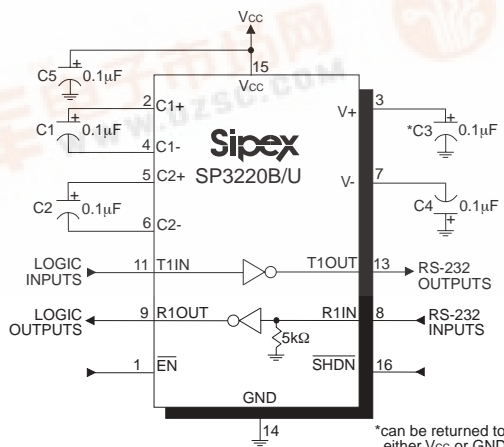 Vcc
C5 + 0.1µF
15
Vcc
2 C1+
C1 + 0.1µF
4 C1-
5 C2+
C2 + 0.1µF
6 C2-
Sipex
SP3220B/U
V+ 3
*C3 + 0.1µF
V- 7
C4 0.1µF +
LOGIC INPUTS
11 T1IN
T1OUT 13
RS-232 OUTPUTS
LOGIC OUTPUTS
9 R1OUT
R1IN 8
RS-232 INPUTS
5kΩ
1 EN
SHDN 16
GND
14
*can be returned to
either Vcc or GND
WWW.DZSC.COM